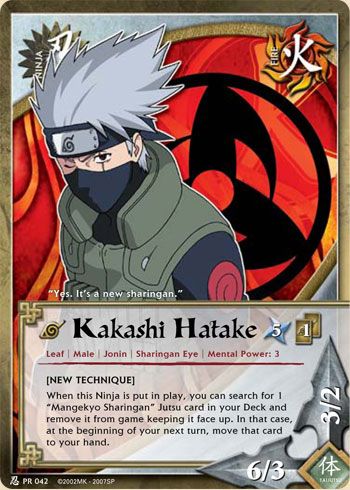 NINJA 忍
FIRE 火
"Yes. It's a new sharingan."
Kakashi Hatake 5 1
Leaf | Male | Jonin | Sharingan Eye | Mental Power: 3
[NEW TECHNIQUE]
When this Ninja is put in play, you can search for 1
"Mangekyo Sharingan" Jutsu card in your Deck and
remove it from game keeping it face up. In that case,
at the beginning of your next turn, move that card
to your hand.
3/2
6/3
体
TAIJUTSU
忍 PR 042 ©2002MK - 2007SP